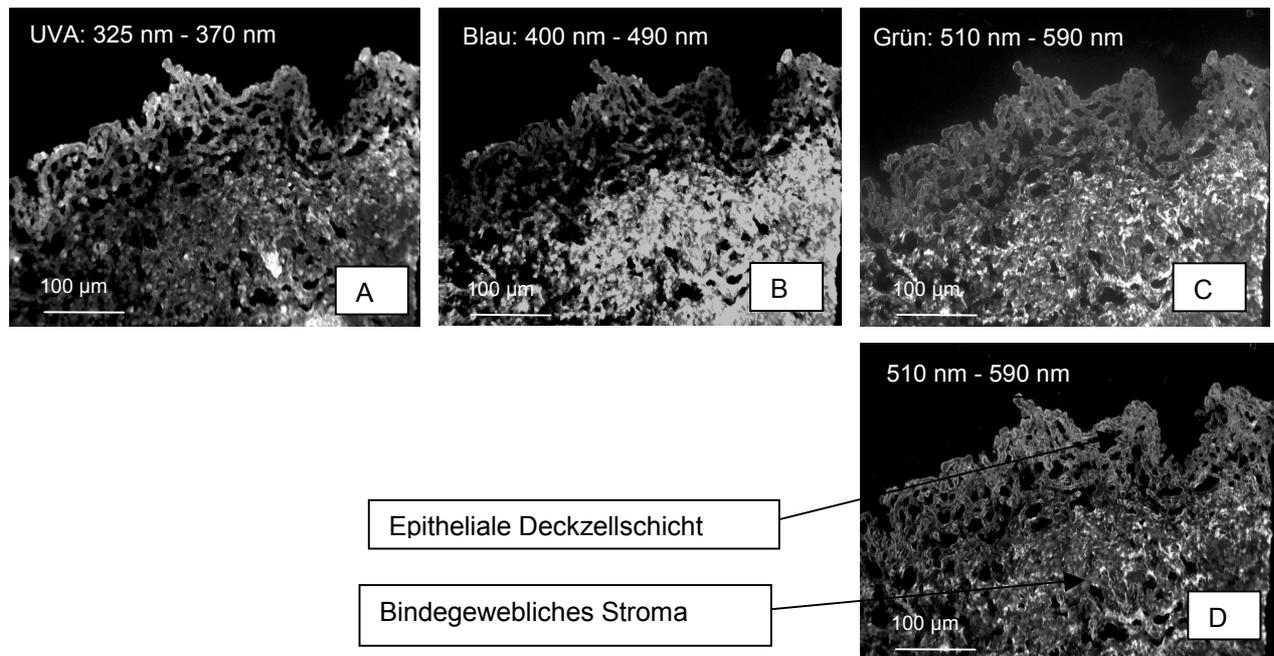 UVA: 325 nm - 370 nm
100 µm
A
Blau: 400 nm - 490 nm
100 µm
B
Grün: 510 nm - 590 nm
100 µm
C
510 nm - 590 nm
Epitheliale Deckzellschicht
Bindegewebliches Stroma
100 µm
D